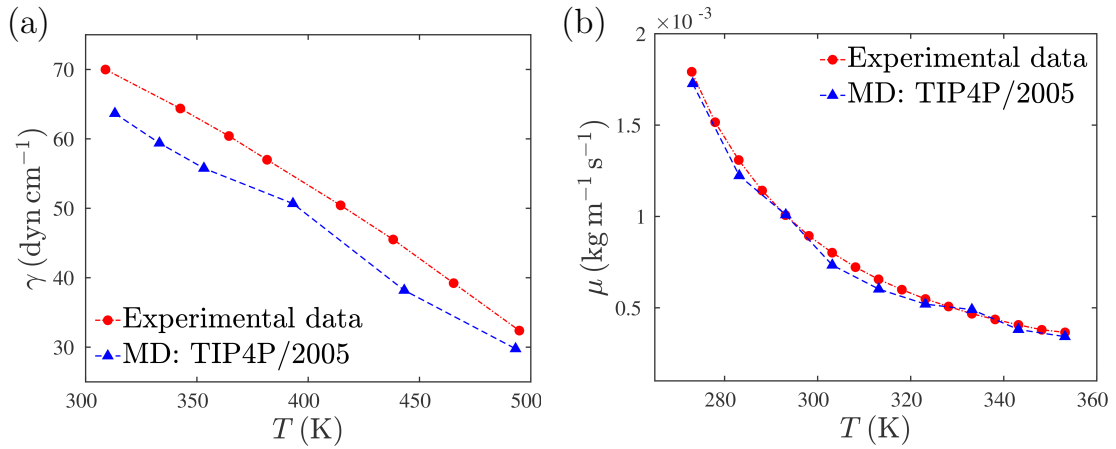 (a)
70
60
50
40
30
300
350
400
450
500
γ (dyn cm⁻¹)
T (K)
Experimental data
MD: TIP4P/2005
(b)
×10⁻³
2
1.5
1
0.5
280
300
320
340
360
μ (kg m⁻¹ s⁻¹)
T (K)
Experimental data
MD: TIP4P/2005